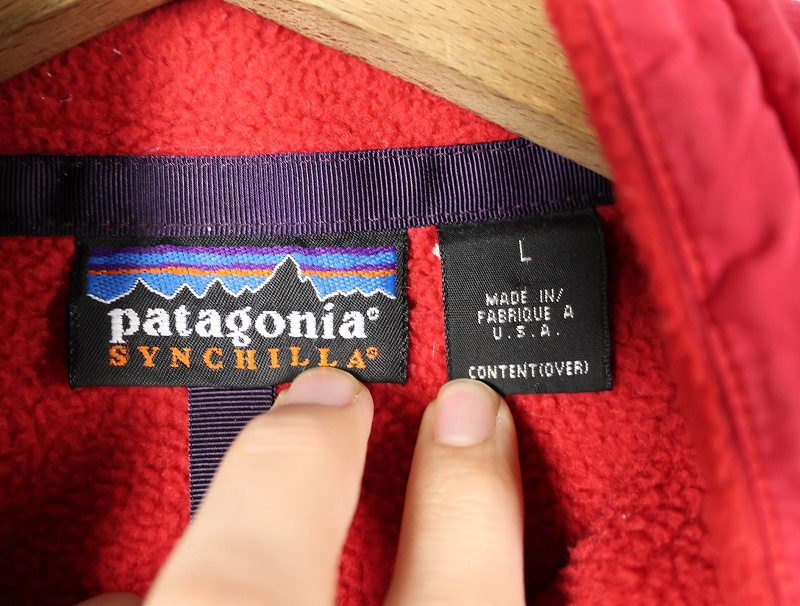 patagonia®
SYNCHILLA®
L
MADE IN/
FABRIQUE A
U.S.A.
CONTENT(OVER)